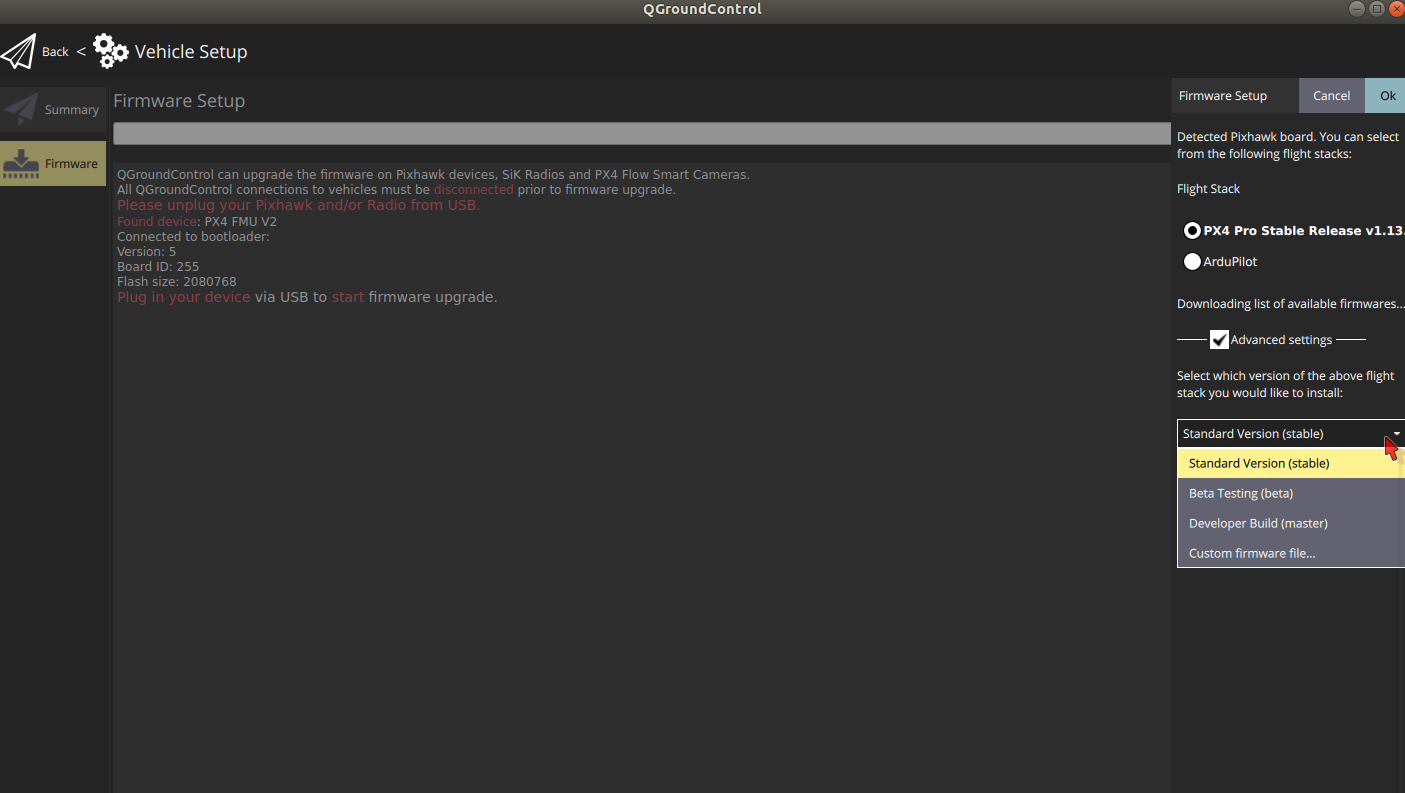 QGroundControl
Back < Vehicle Setup
Summary
Firmware
Firmware Setup
QGroundControl can upgrade the firmware on Pixhawk devices, SiK Radios and PX4 Flow Smart Cameras.
All QGroundControl connections to vehicles must be disconnected prior to firmware upgrade.
Please unplug your Pixhawk and/or Radio from USB.
Found device: PX4 FMU V2
Connected to bootloader:
Version: 5
Board ID: 255
Flash size: 2080768
Plug in your device via USB to start firmware upgrade.
Firmware Setup
Cancel
Ok
Detected Pixhawk board. You can select
from the following flight stacks:
Flight Stack
PX4 Pro Stable Release v1.13.
ArduPilot
Downloading list of available firmwares...
Advanced settings
Select which version of the above flight
stack you would like to install:
Standard Version (stable)
Standard Version (stable)
Beta Testing (beta)
Developer Build (master)
Custom firmware file...